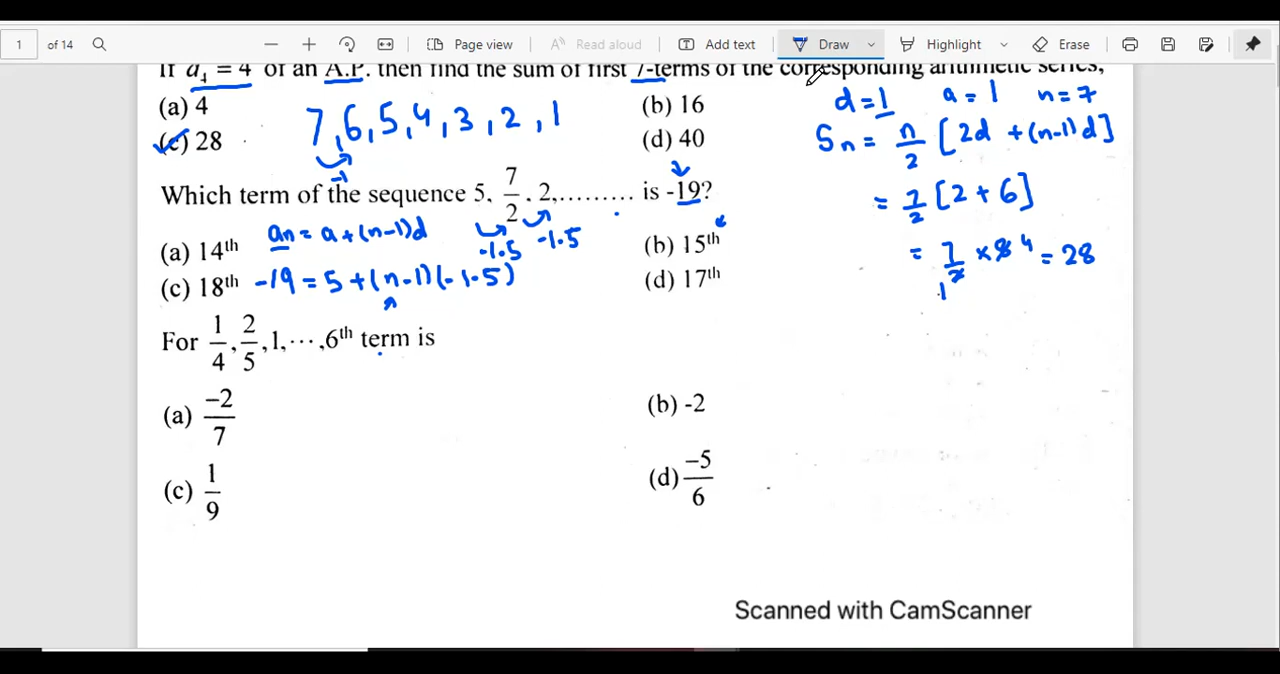 1 of 14 Page view Read aloud Add text Draw Highlight Erase
If a₄ = 4 of an A.P. then find the sum of first 7-terms of the corresponding arithmetic series,
(a) 4
(b) 16
(c) 28
(d) 40
7, 6, 5, 4, 3, 2, 1
-1
d = 1 a = 1 n = 7
Sn = n/2 [2d + (n-1)d]
= 7/2 [2 + 6]
= 7/2 × 8 4 = 28
1
Which term of the sequence 5, 7/2, 2,......... is -19?
-1.5 -1.5
an = a + (n-1)d
(a) 14th
(b) 15th
(c) 18th
(d) 17th
-19 = 5 + (n-1)(-1.5)
For 1/4, 2/5, 1, ⋯, 6th term is
(a) -2/7
(b) -2
(c) 1/9
(d) -5/6
Scanned with CamScanner